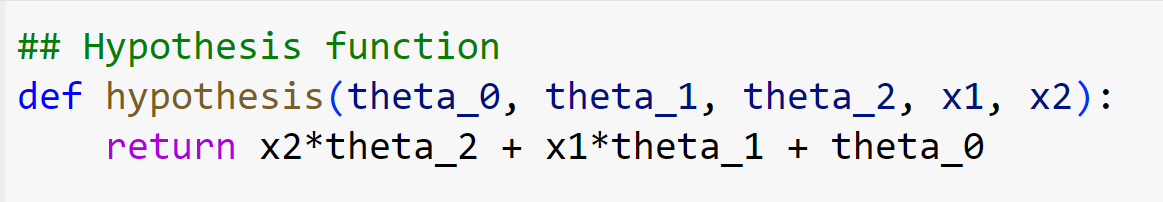 ## Hypothesis function
def hypothesis(theta_0, theta_1, theta_2, x1, x2):
    return x2*theta_2 + x1*theta_1 + theta_0